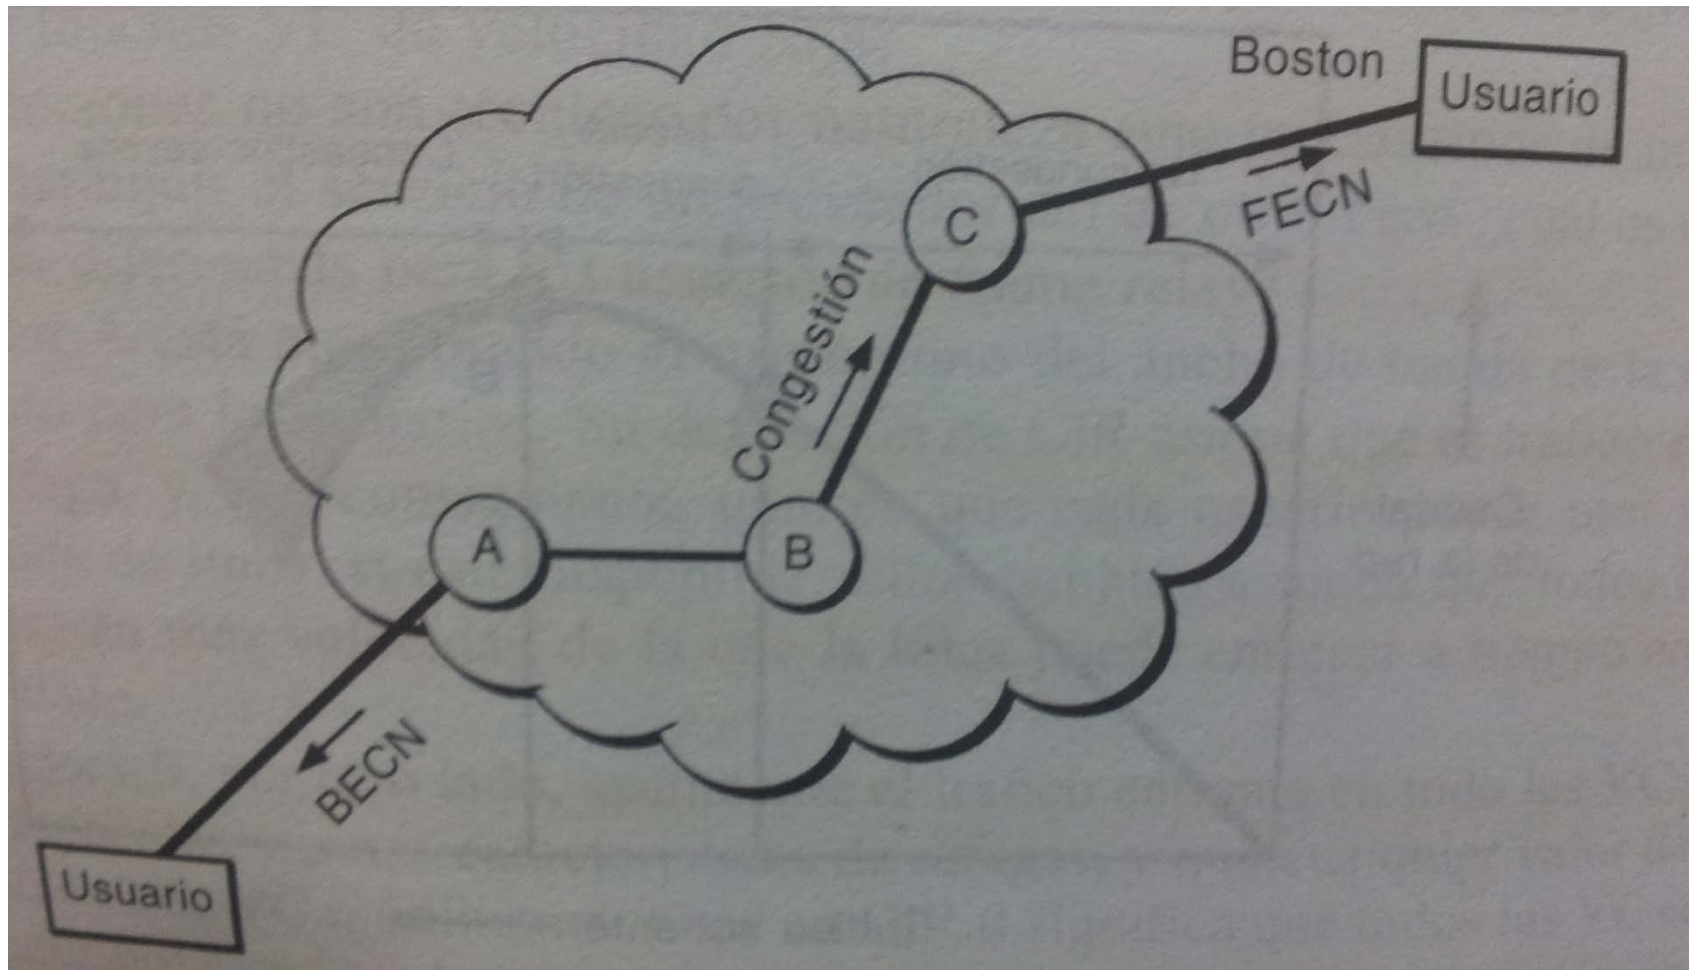 Boston
Usuario
FECN
C
Congestión
A
B
BECN
Usuario